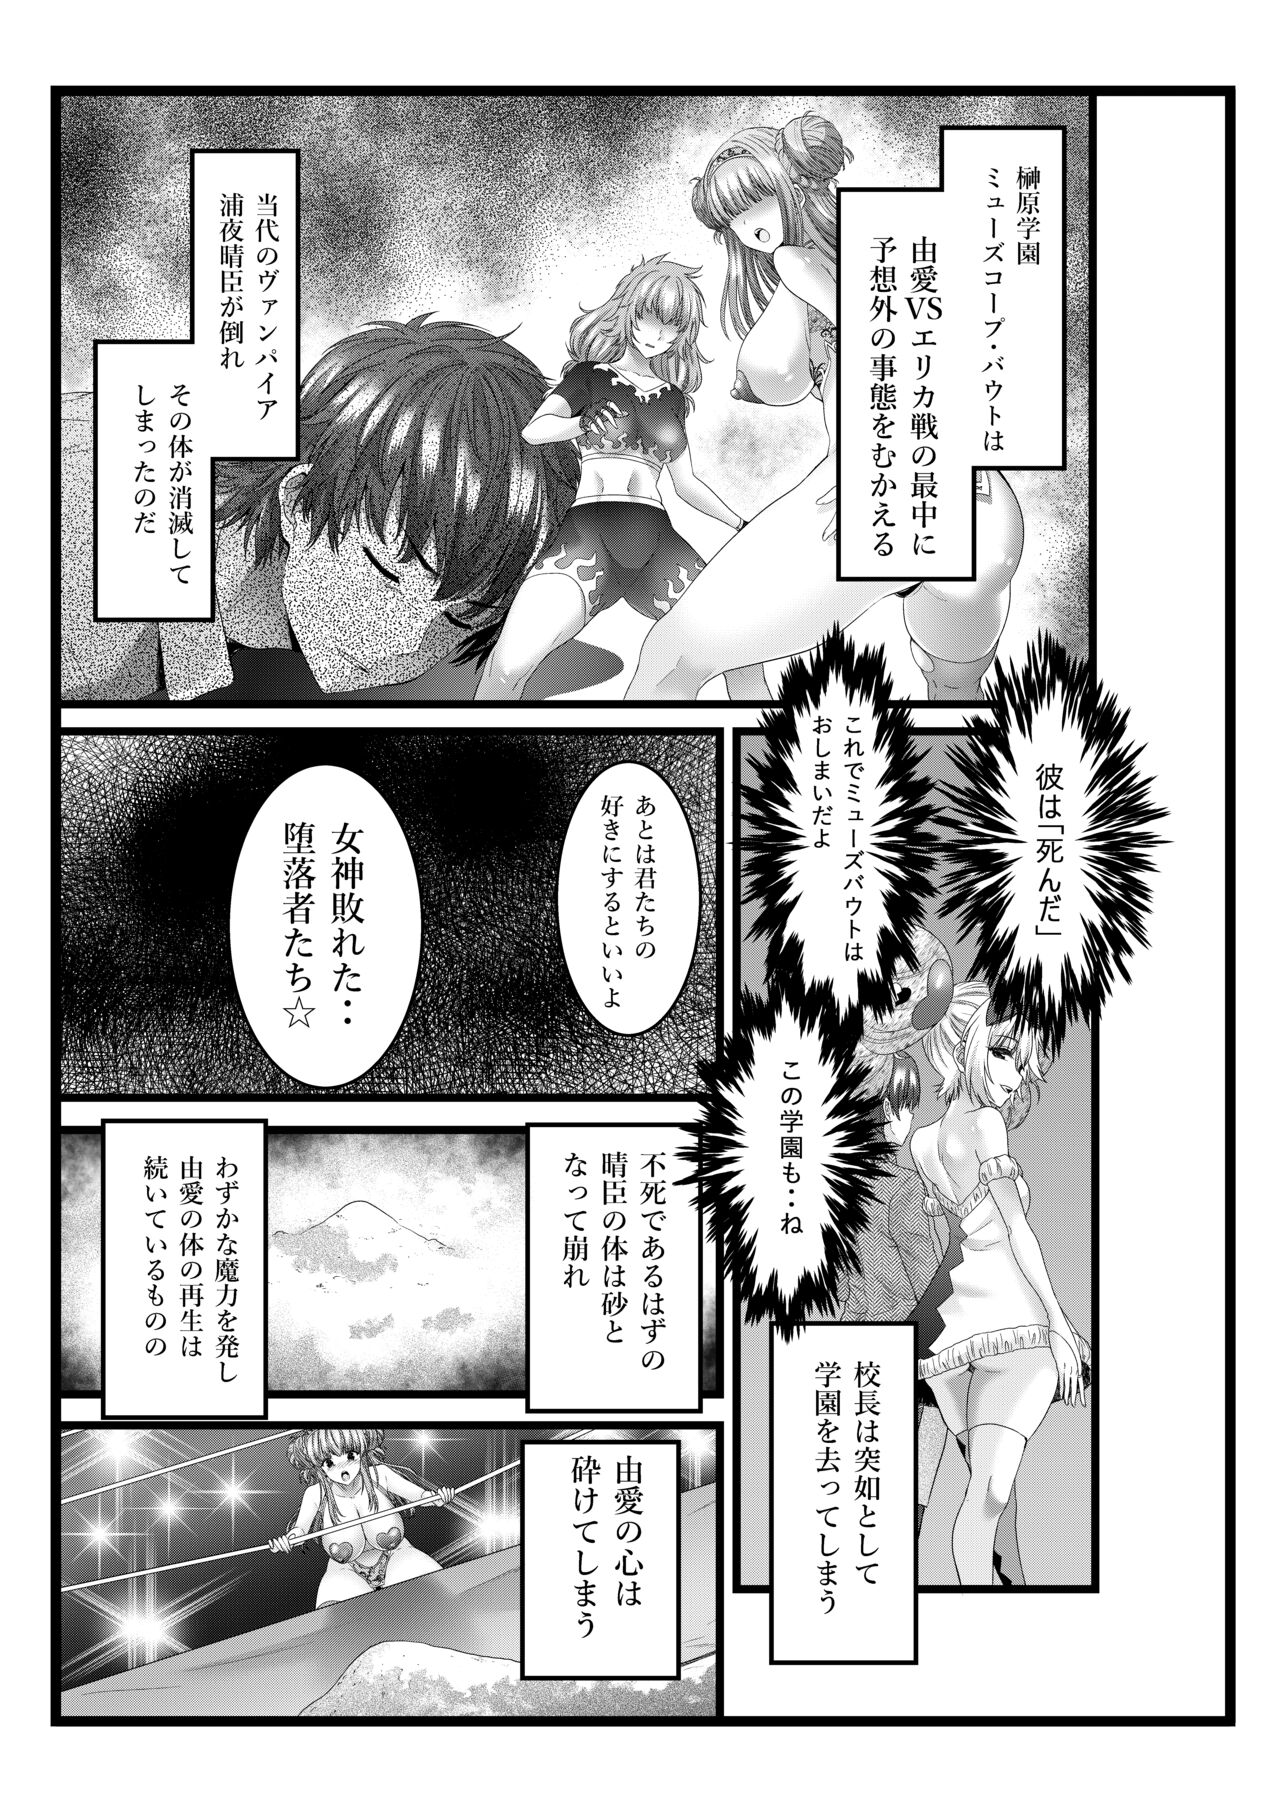 榊原学園
ミューズコープ・バウトは
由愛VSエリカ戦の最中に
予想外の事態をむかえる
当代のヴァンパイア
浦夜晴臣が倒れ
その体が消滅して
しまったのだ
彼は「死んだ」
これでミューズバウトは
おしまいだよ
この学園も・・ね
校長は突如として
学園を去ってしまう
あとは君たちの
好きにするといいよ
女神敗れた・・
堕落者たち☆
不死であるはずの
晴臣の体は砂と
なって崩れ
わずかな魔力を発し
由愛の体の再生は
続いているものの
由愛の心は
砕けてしまう